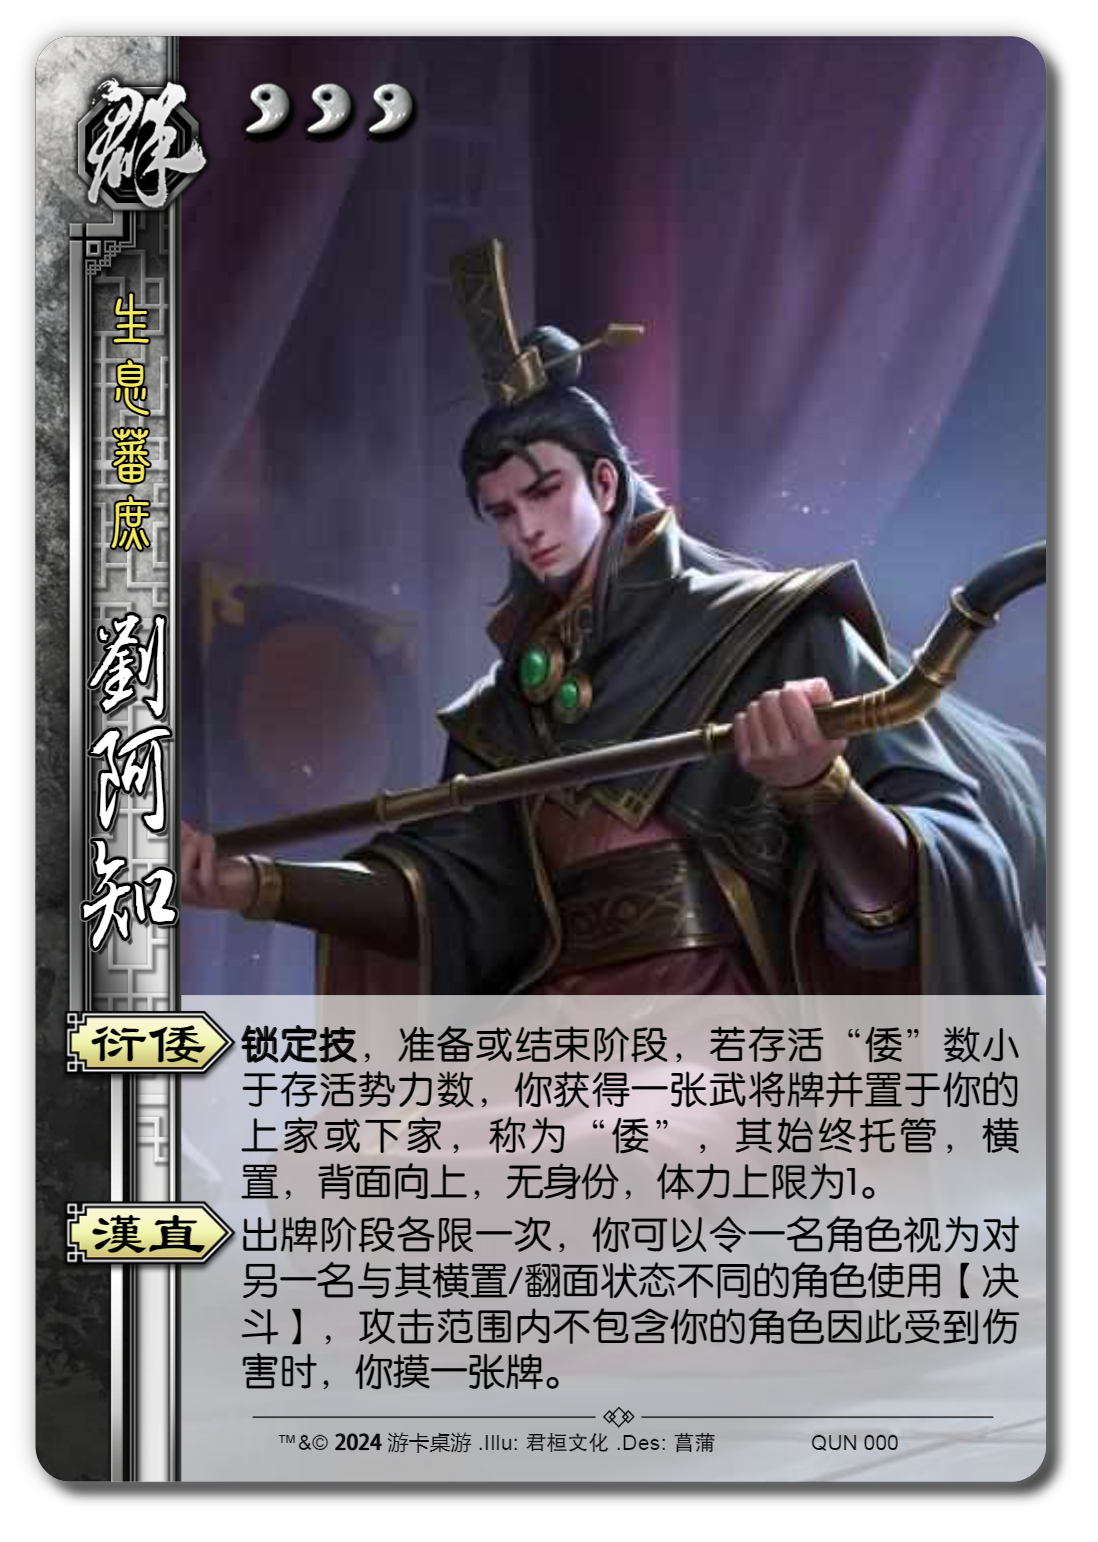 群
生息蕃庶
劉阿知
衍倭
锁定技，准备或结束阶段，若存活“倭”数小
于存活势力数，你获得一张武将牌并置于你的
上家或下家，称为“倭”，其始终托管，横
置，背面向上，无身份，体力上限为1。
漢直
出牌阶段各限一次，你可以令一名角色视为对
另一名与其横置/翻面状态不同的角色使用【决
斗】，攻击范围内不包含你的角色因此受到伤
害时，你摸一张牌。
™&© 2024 游卡桌游 .Illu: 君桓文化 .Des: 菖蒲
QUN 000